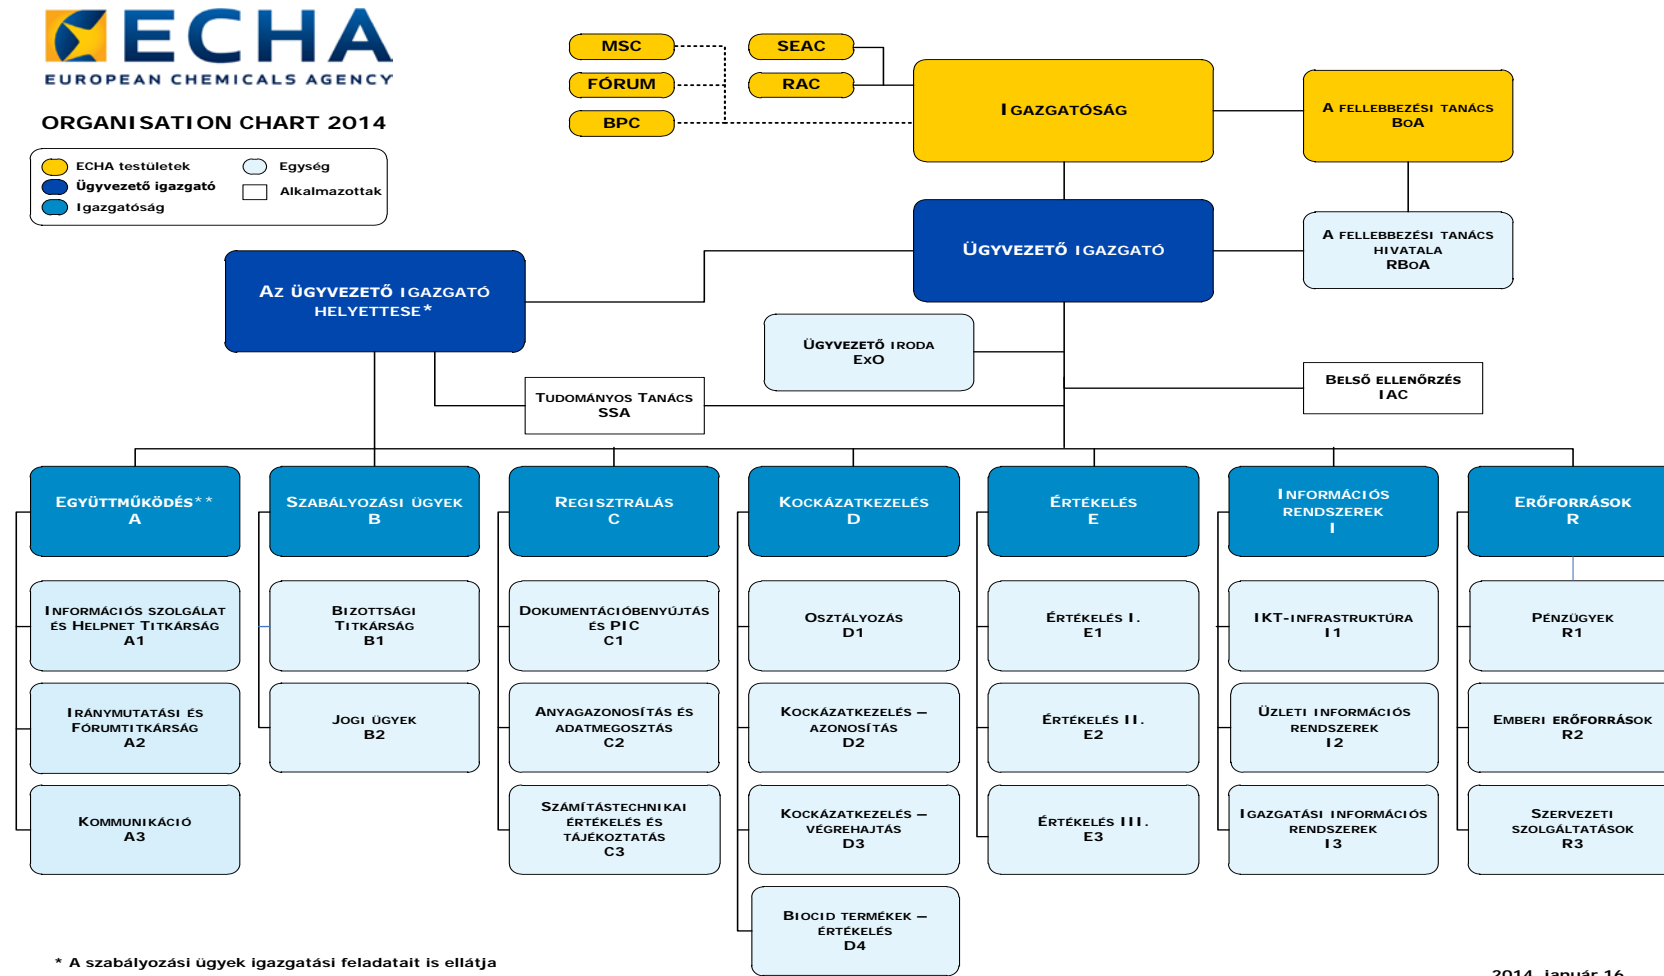 ECHA
EUROPEAN CHEMICALS AGENCY
ORGANISATION CHART 2014
ECHA testületek
Ügyvezető igazgató
Igazgatóság
Egység
Alkalmazottak
MSC
FÓRUM
BPC
SEAC
RAC
IGAZGATÓSÁG
A FELLEBBEZÉSI TANÁCS
BoA
ÜGYVEZETŐ IGAZGATÓ
A FELLEBBEZÉSI TANÁCS
HIVATALA
RBoA
AZ ÜGYVEZETŐ IGAZGATÓ
HELYETTESE*
ÜGYVEZETŐ IRODA
ExO
TUDOMÁNYOS TANÁCS
SSA
BELSŐ ELLENŐRZÉS
IAC
EGYÜTTMŰKÖDÉS**
A
SZABÁLYOZÁSI ÜGYEK
B
REGISZTRÁLÁS
C
KOCKÁZATKEZELÉS
D
ÉRTÉKELÉS
E
INFORMÁCIÓS
RENDSZEREK
I
ERŐFORRÁSOK
R
INFORMÁCIÓS SZOLGÁLAT
ÉS HELPNET TITKÁRSÁG
A1
BIZOTTSÁGI
TITKÁRSÁG
B1
DOKUMENTÁCIÓBENYÚJTÁS
ÉS PIC
C1
OSZTÁLYOZÁS
D1
ÉRTÉKELÉS I.
E1
IKT-INFRASTRUKTÚRA
I1
PÉNZÜGYEK
R1
IRÁNYMUTATÁSI ÉS
FÓRUMTITKÁRSÁG
A2
JOGI ÜGYEK
B2
ANYAGAZONOSÍTÁS ÉS
ADATMEGOSZTÁS
C2
KOCKÁZATKEZELÉS –
AZONOSÍTÁS
D2
ÉRTÉKELÉS II.
E2
ÜZLETI INFORMÁCIÓS
RENDSZEREK
I2
EMBERI ERŐFORRÁSOK
R2
KOMMUNIKÁCIÓ
A3
SZÁMÍTÁSTECHNIKAI
ÉRTÉKELÉS ÉS
TÁJÉKOZTATÁS
C3
KOCKÁZATKEZELÉS –
VÉGREHAJTÁS
D3
ÉRTÉKELÉS III.
E3
IGAZGATÁSI INFORMÁCIÓS
RENDSZEREK
I3
SZERVEZETI
SZOLGÁLTATÁSOK
R3
BIOCID TERMÉKEK –
ÉRTÉKELÉS
D4
* A szabályozási ügyek igazgatási feladatait is ellátja
2014. január 16